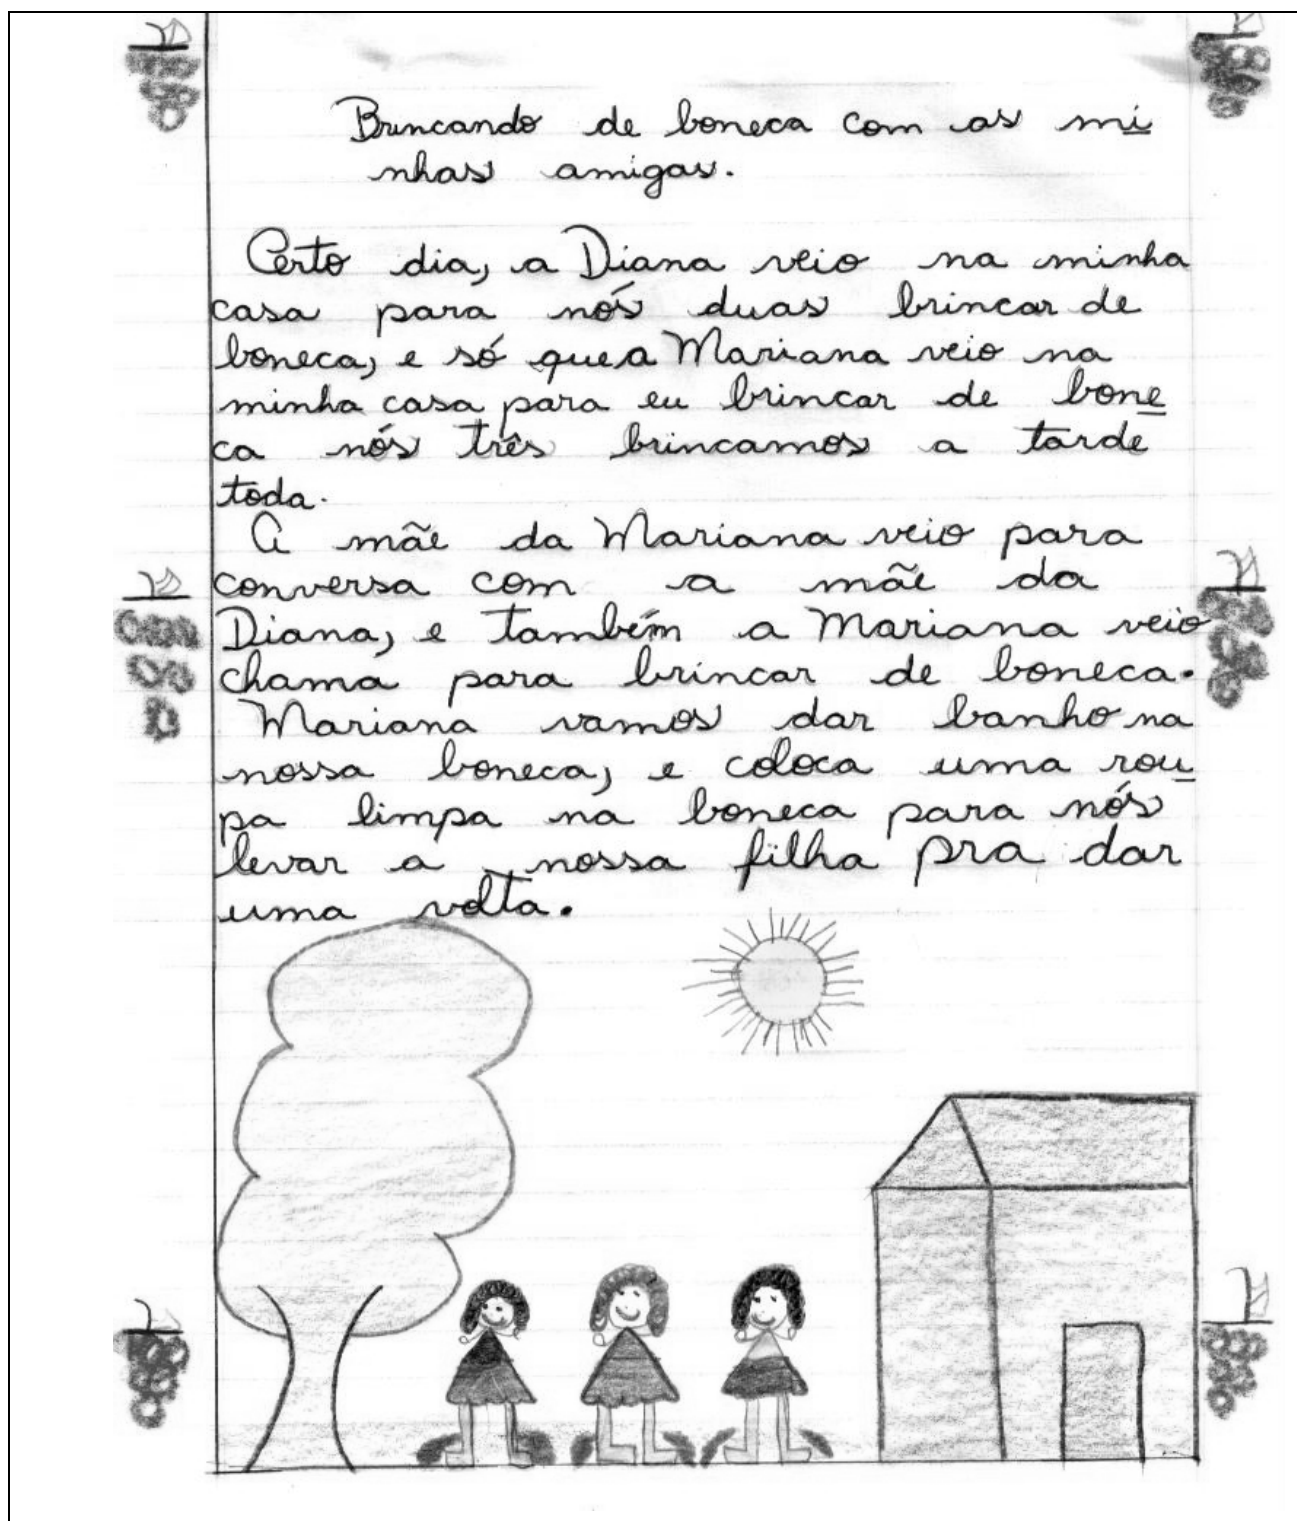 Brincando de boneca com as mi
nhas amigas.
Certo dia, a Diana veio na minha
casa para nós duas brincar de
boneca, e só que a Mariana veio na
minha casa para eu brincar de bone
ca nós três brincamos a tarde
toda.
A mãe da Mariana veio para
conversa com a mãe da
Diana, e também a Mariana veio
chama para brincar de boneca.
Mariana vamos dar banho na
nossa boneca, e coloca uma rou
pa limpa na boneca para nós
levar a nossa filha pra dar
uma volta.